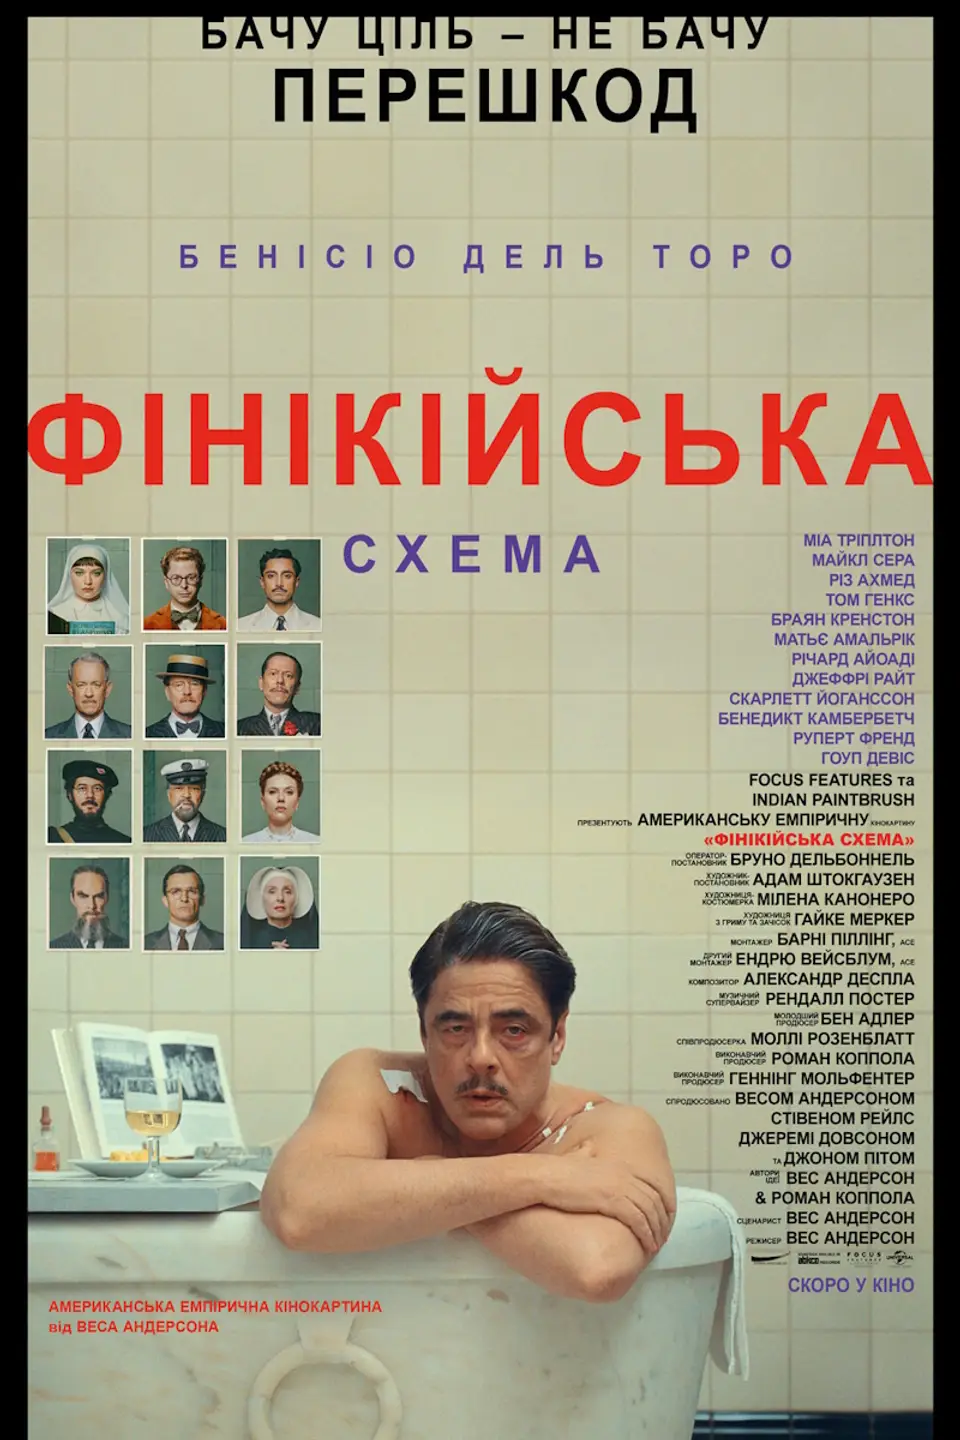 БАЧУ ЦІЛЬ – НЕ БАЧУ
ПЕРЕШКОД
БЕНІСІО ДЕЛЬ ТОРО
ФІНІКІЙСЬКА
СХЕМА
МІА ТРІПЛТОН
МАЙКЛ СЕРА
РІЗ АХМЕД
ТОМ ГЕНКС
БРАЯН КРЕНСТОН
МАТЬЄ АМАЛЬРІК
РІЧАРД АЙОАДІ
ДЖЕФФРІ РАЙТ
СКАРЛЕТТ ЙОГАНССОН
БЕНЕДИКТ КАМБЕРБЕТЧ
РУПЕРТ ФРЕНД
ГОУП ДЕВІС
FOCUS FEATURES та
INDIAN PAINTBRUSH
ПРЕЗЕНТУЮТЬ АМЕРИКАНСЬКУ ЕМПІРИЧНУ КІНОКАРТИНУ
«ФІНІКІЙСЬКА СХЕМА»
ОПЕРАТОР-ПОСТАНОВНИК БРУНО ДЕЛЬБОННЕЛЬ
ХУДОЖНИК-ПОСТАНОВНИК АДАМ ШТОКГАУЗЕН
ХУДОЖНИЦЯ-КОСТЮМЕРКА МІЛЕНА КАНОНЕРО
ХУДОЖНИЦЯ З ГРИМУ ТА ЗАЧІСОК ГАЙКЕ МЕРКЕР
МОНТАЖЕР БАРНІ ПІЛЛІНГ, ACE
ДРУГИЙ МОНТАЖЕР ЕНДРЮ ВЕЙСБЛУМ, ACE
КОМПОЗИТОР АЛЕКСАНДР ДЕСПЛА
МУЗИЧНИЙ СУПЕРВАЙЗЕР РЕНДАЛЛ ПОСТЕР
МОЛОДШИЙ ПРОДЮСЕР БЕН АДЛЕР
СПІВПРОДЮСЕРКА МОЛЛІ РОЗЕНБЛАТТ
ВИКОНАВЧИЙ ПРОДЮСЕР РОМАН КОППОЛА
ВИКОНАВЧИЙ ПРОДЮСЕР ГЕННІНГ МОЛЬФЕНТЕР
СПРОДЮСОВАНО ВЕСОМ АНДЕРСОНОМ
СТІВЕНОМ РЕЙЛС
ДЖЕРЕМІ ДОВСОНОМ
ТА ДЖОНОМ ПІТОМ
АВТОРИ ІДЕЇ ВЕС АНДЕРСОН
& РОМАН КОППОЛА
СЦЕНАРИСТ ВЕС АНДЕРСОН
РЕЖИСЕР ВЕС АНДЕРСОН
FOCUS FEATURES UNIVERSAL
СКОРО У КІНО
АМЕРИКАНСЬКА ЕМПІРИЧНА КІНОКАРТИНА
від ВЕСА АНДЕРСОНА